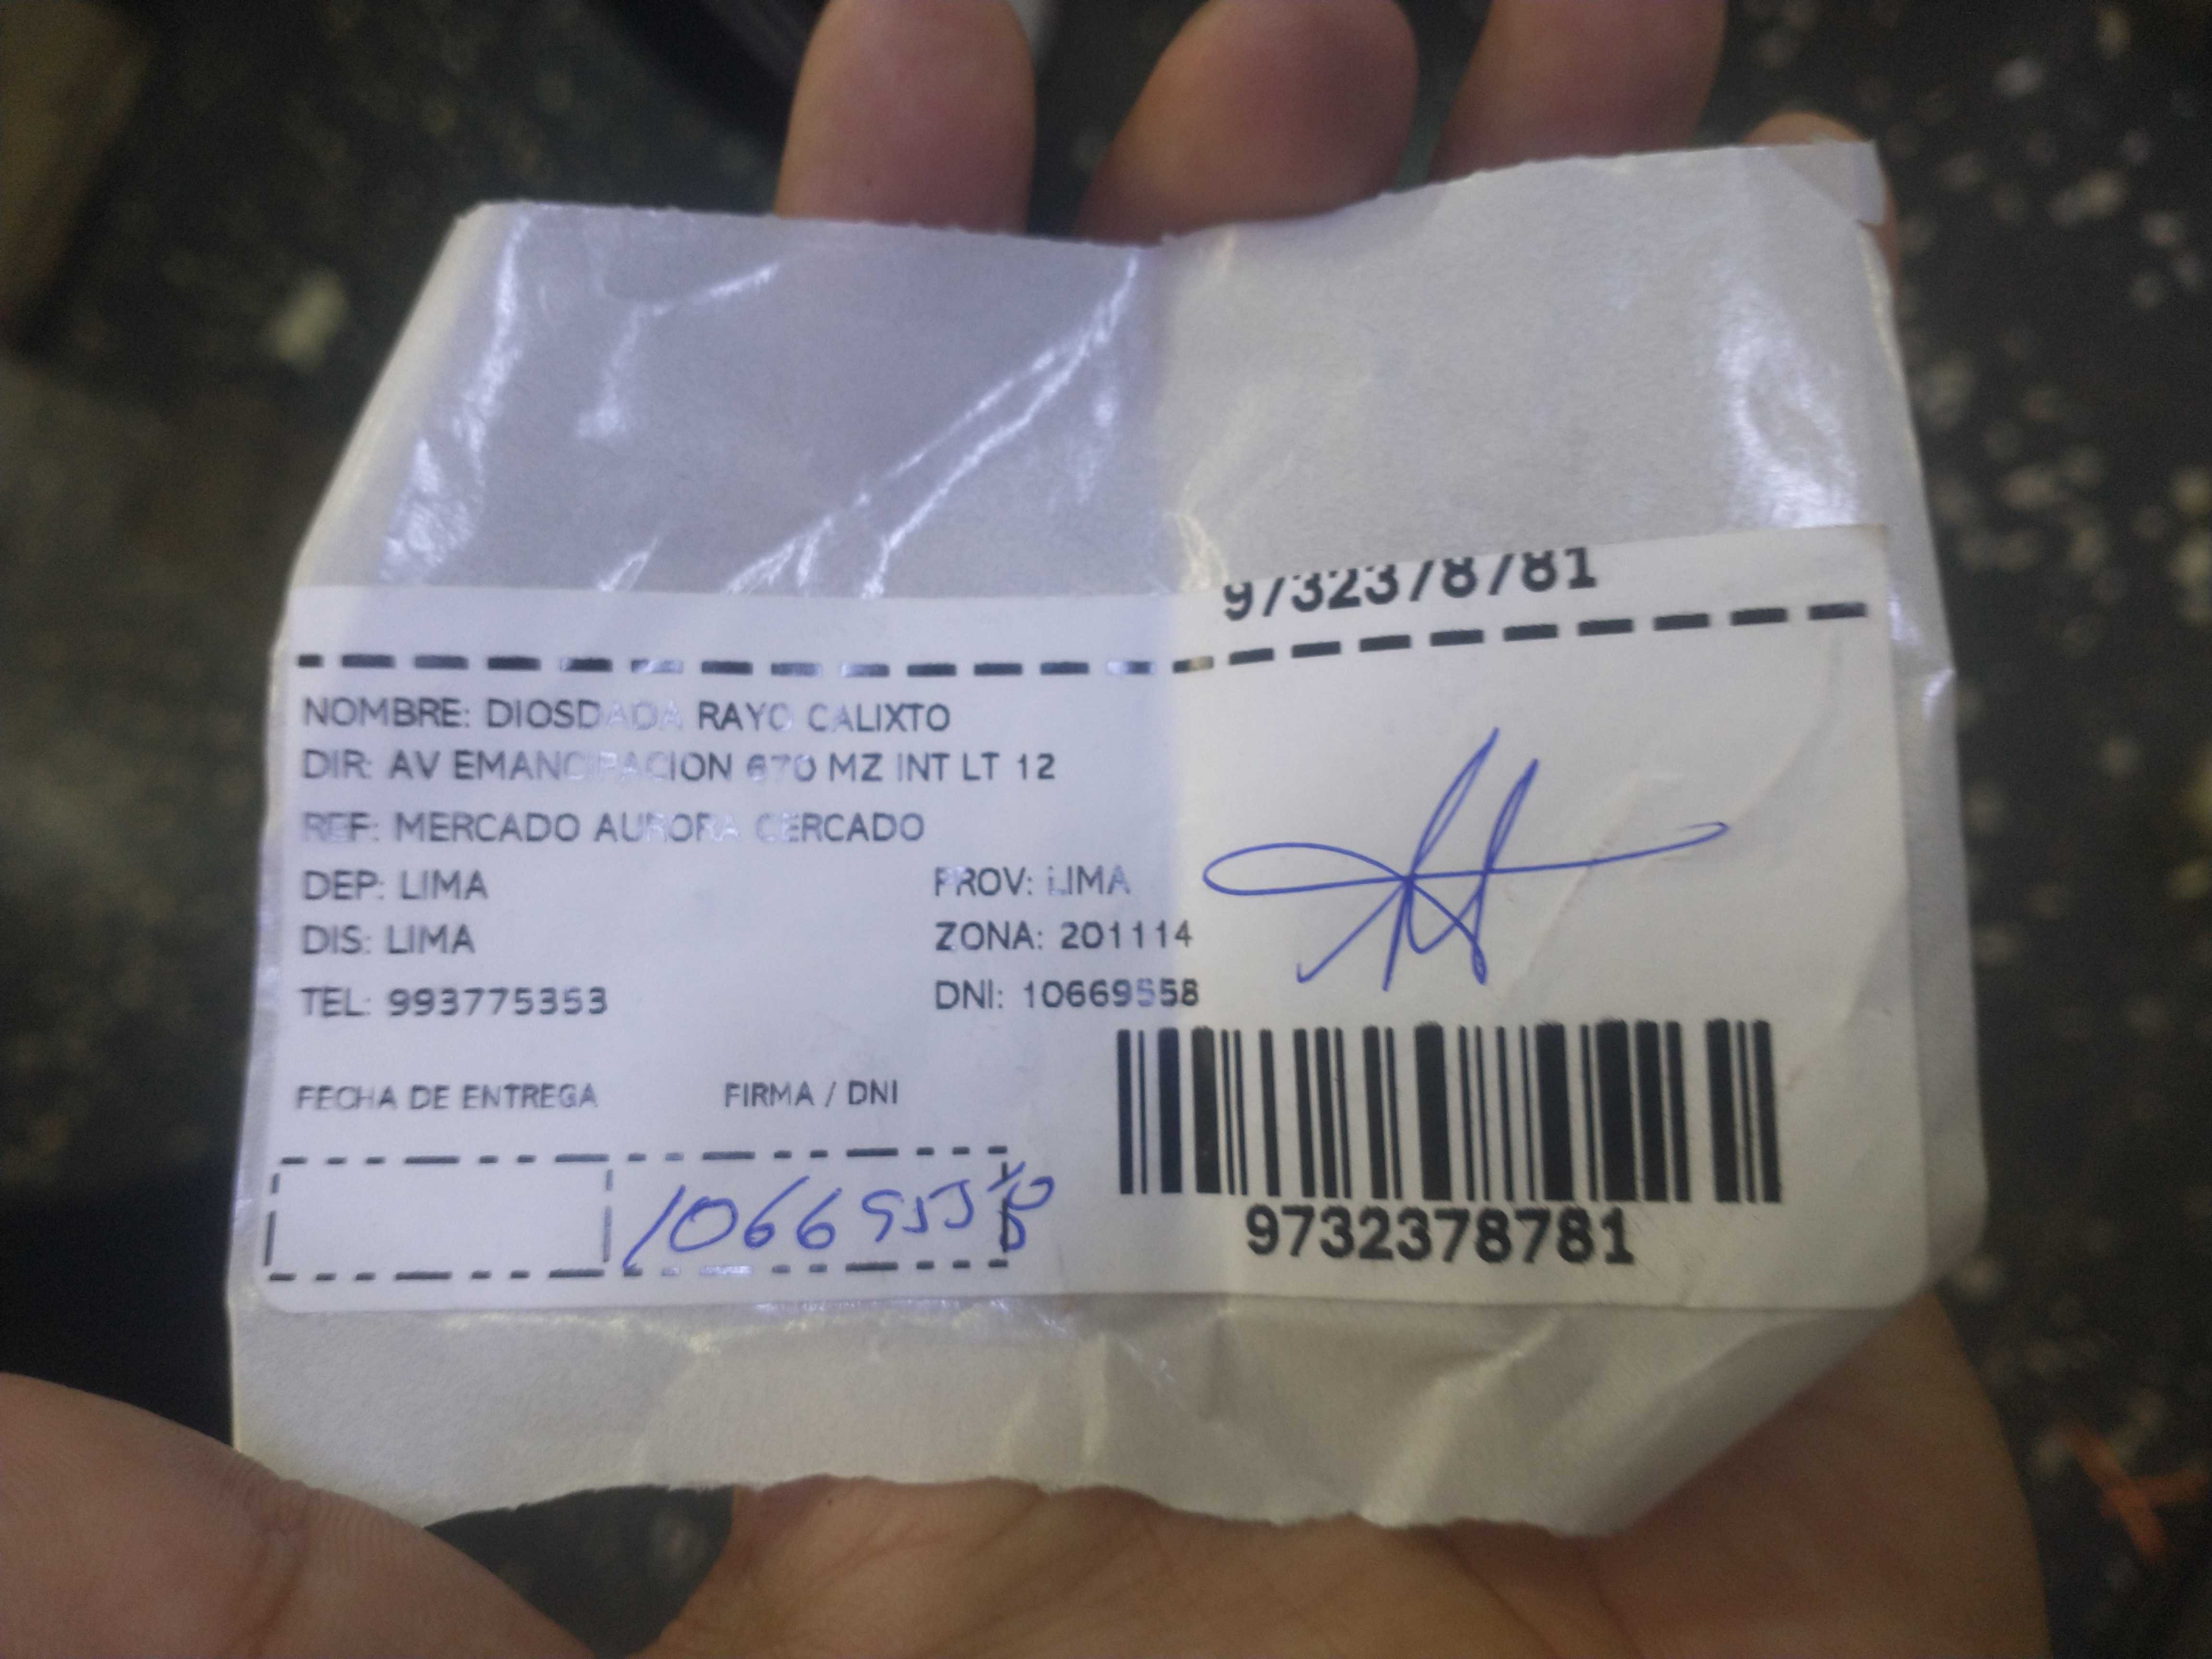 9732378781
NOMBRE: DIOSDADA RAYO CALIXTO
DIR: AV EMANCIPACION 670 MZ INT LT 12
REF: MERCADO AURORA CERCADO
DEP: LIMA PROV: LIMA
DIS: LIMA ZONA: 201114
TEL: 993775353 DNI: 10669558
FECHA DE ENTREGA FIRMA / DNI
10669558
9732378781